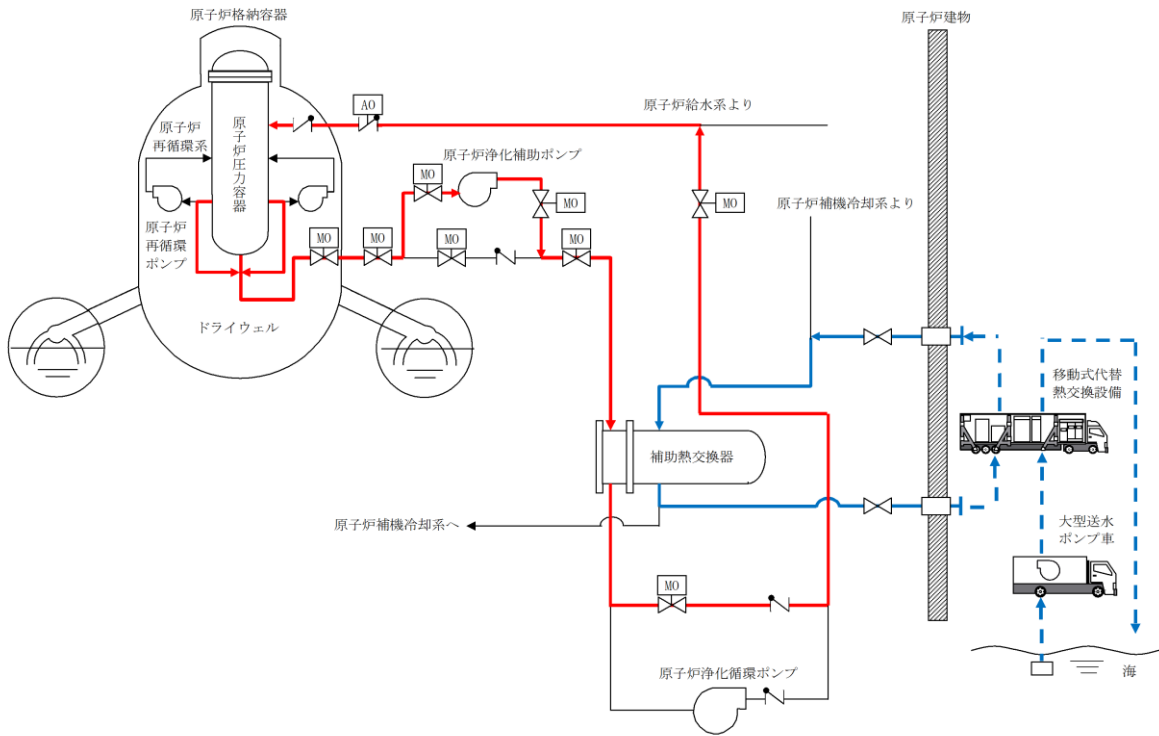 原子炉格納容器
原子炉建物
AO
原子炉給水系より
原子炉
再循環系
原子炉圧力容器
原子炉浄化補助ポンプ
MO
MO
MO
原子炉補機冷却系より
原子炉
再循環
ポンプ
MO
MO
MO
MO
ドライウェル
移動式代替
熱交換設備
補助熱交換器
原子炉補機冷却系へ
大型送水
ポンプ車
MO
原子炉浄化循環ポンプ
海